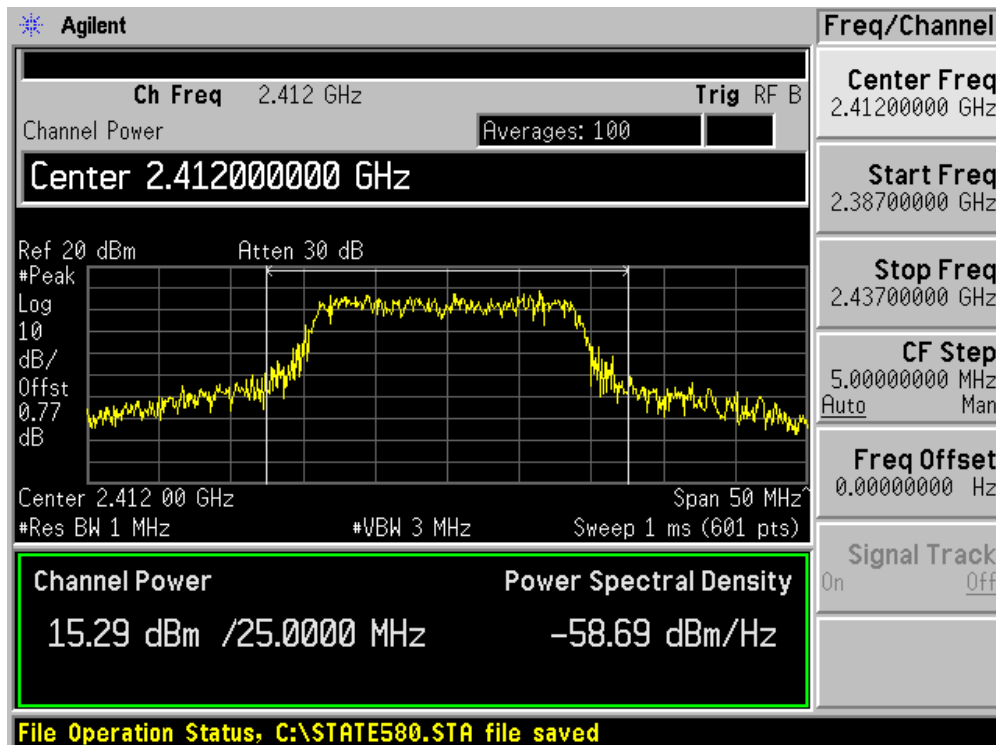 Agilent
Freq/Channel
Ch Freq 2.412 GHz Trig RF B
Channel Power Averages: 100
Center 2.412000000 GHz
Ref 20 dBm Atten 30 dB
#Peak
Log
10
dB/
Offst
0.77
dB
Center 2.412 00 GHz Span 50 MHz^
#Res BW 1 MHz #VBW 3 MHz Sweep 1 ms (601 pts)
Channel Power Power Spectral Density
15.29 dBm /25.0000 MHz -58.69 dBm/Hz
File Operation Status, C:\STATE580.STA file saved
Center Freq
2.41200000 GHz
Start Freq
2.38700000 GHz
Stop Freq
2.43700000 GHz
CF Step
5.00000000 MHz
Auto Man
Freq Offset
0.00000000 Hz
Signal Track
On Off